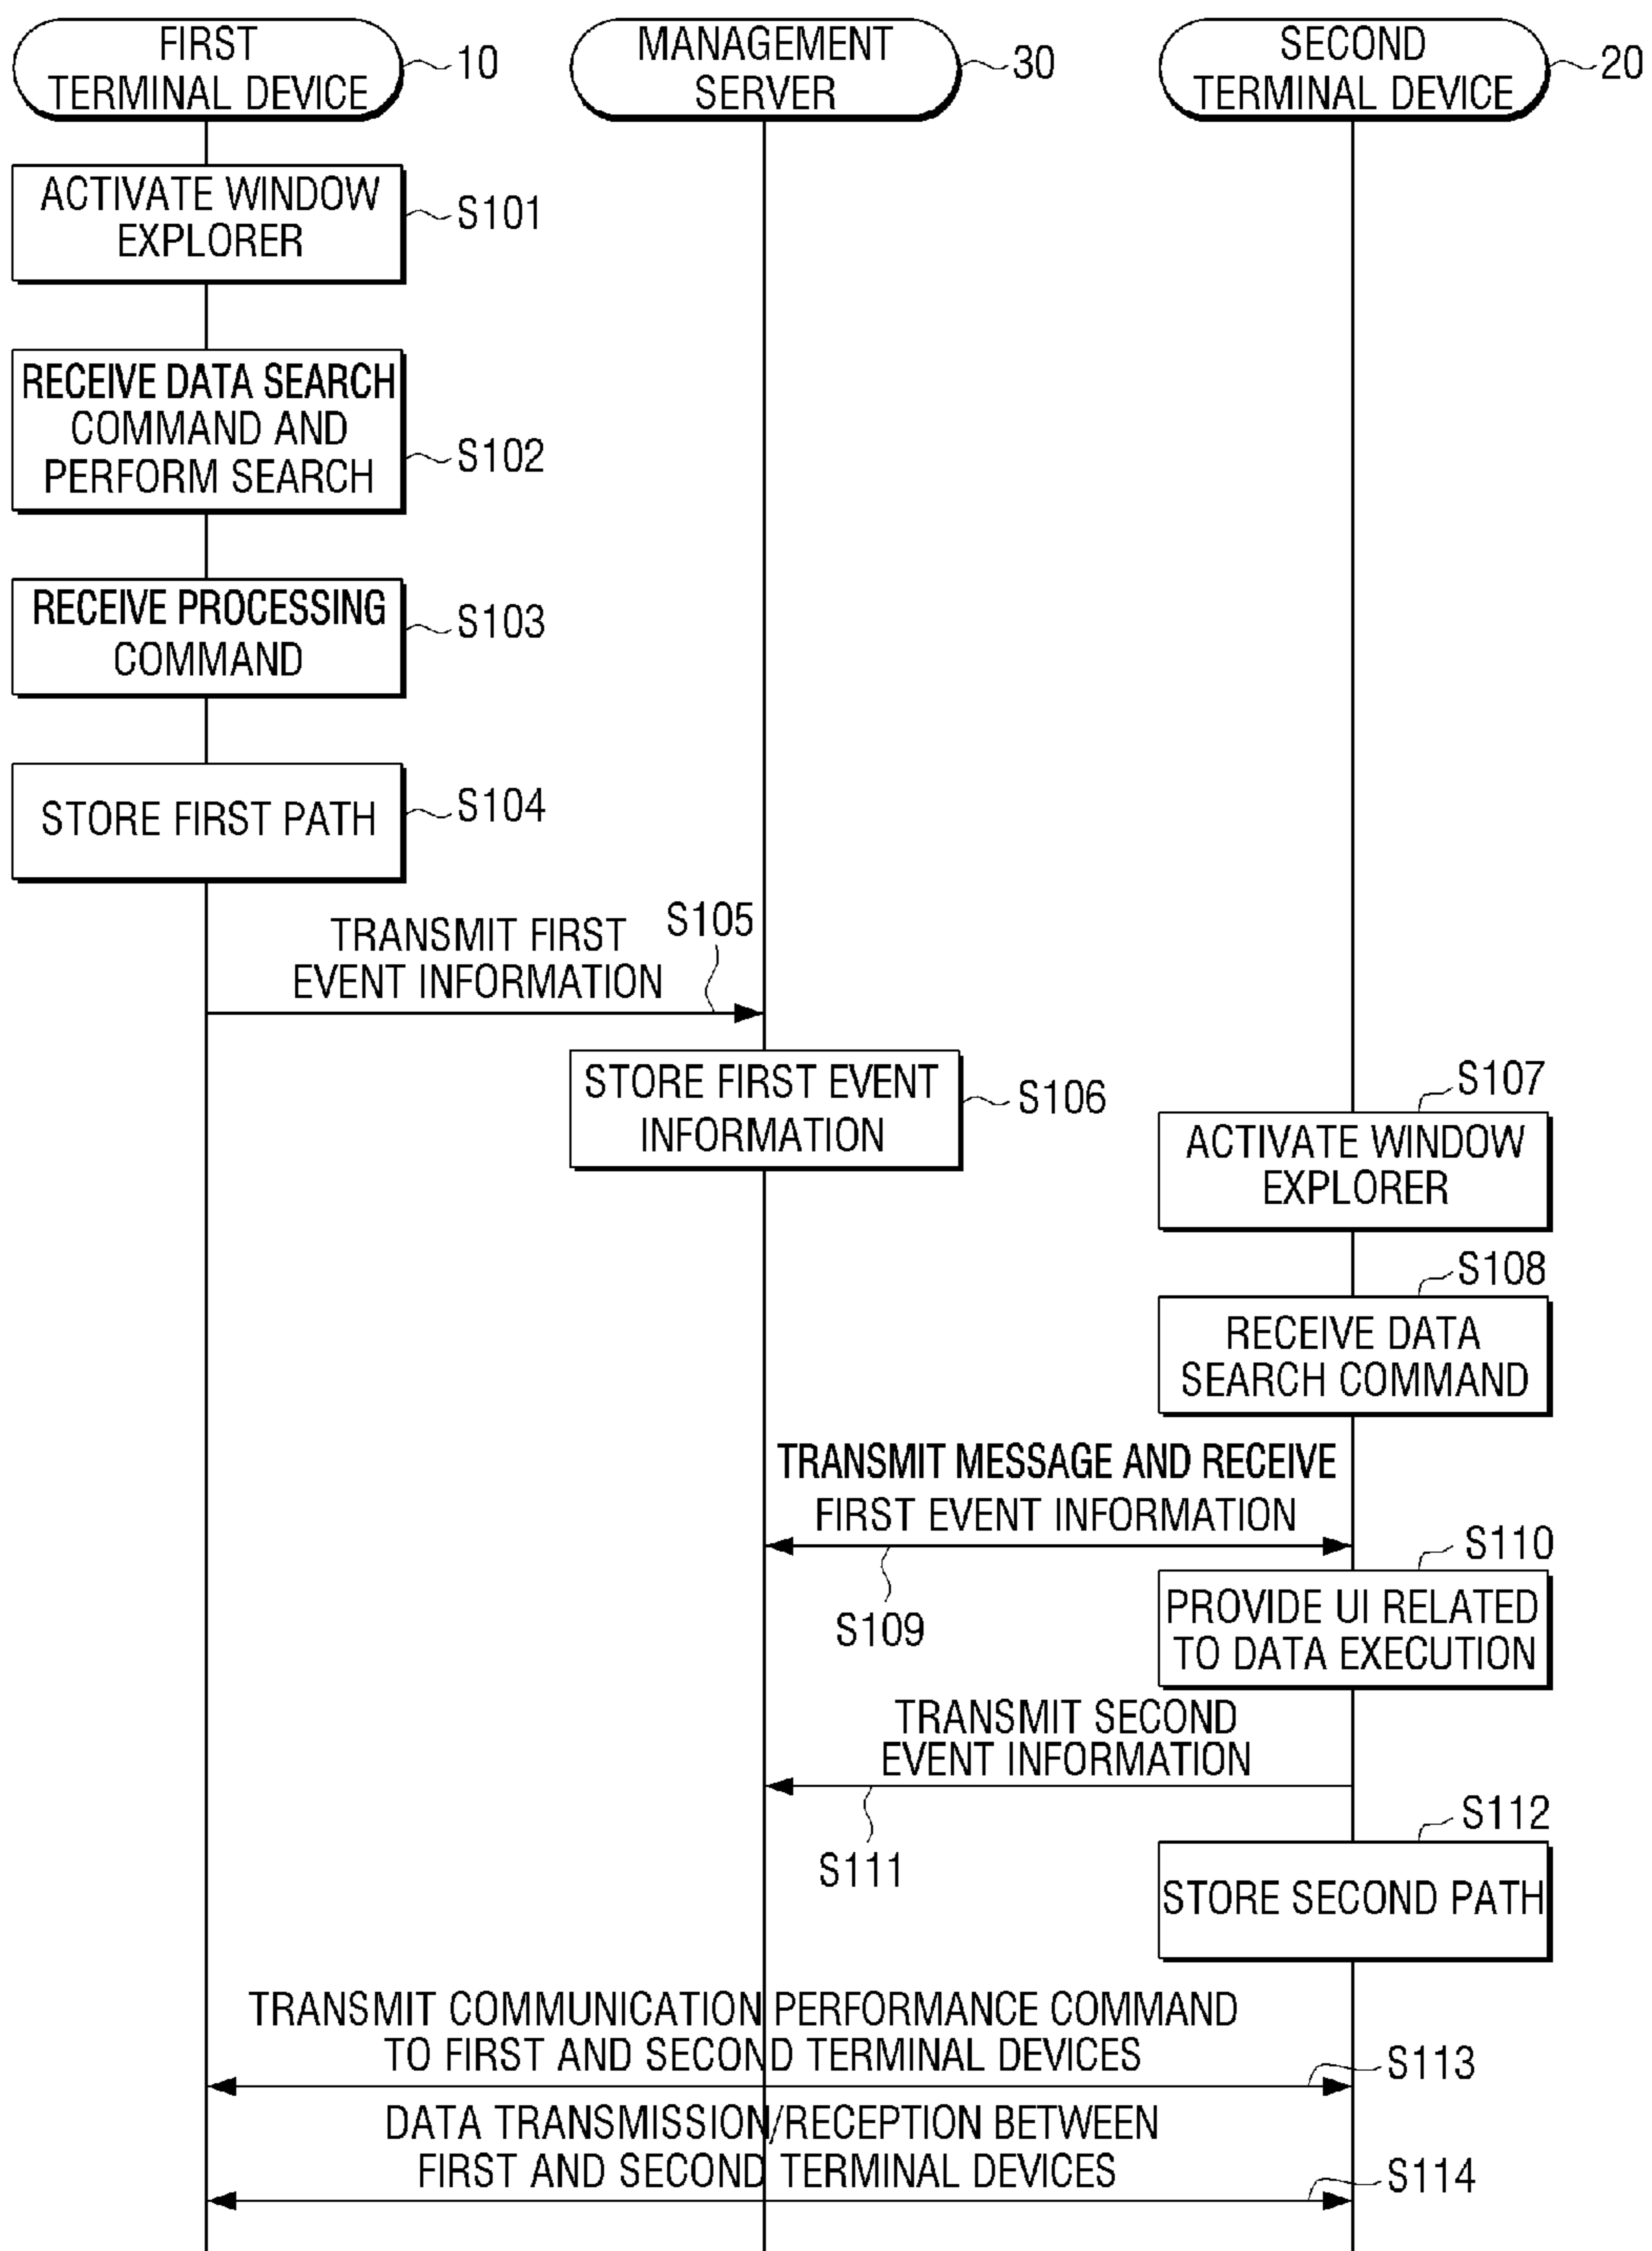 FIRST
TERMINAL DEVICE
10
MANAGEMENT
SERVER
30
SECOND
TERMINAL DEVICE
20
ACTIVATE WINDOW
EXPLORER
S101
RECEIVE DATA SEARCH
COMMAND AND
PERFORM SEARCH
S102
RECEIVE PROCESSING
COMMAND
S103
STORE FIRST PATH
S104
TRANSMIT FIRST
EVENT INFORMATION
S105
STORE FIRST EVENT
INFORMATION
S106
S107
ACTIVATE WINDOW
EXPLORER
S108
RECEIVE DATA
SEARCH COMMAND
TRANSMIT MESSAGE AND RECEIVE
FIRST EVENT INFORMATION
S109
S110
PROVIDE UI RELATED
TO DATA EXECUTION
TRANSMIT SECOND
EVENT INFORMATION
S111
S112
STORE SECOND PATH
TRANSMIT COMMUNICATION PERFORMANCE COMMAND
TO FIRST AND SECOND TERMINAL DEVICES
S113
DATA TRANSMISSION/RECEPTION BETWEEN
FIRST AND SECOND TERMINAL DEVICES
S114